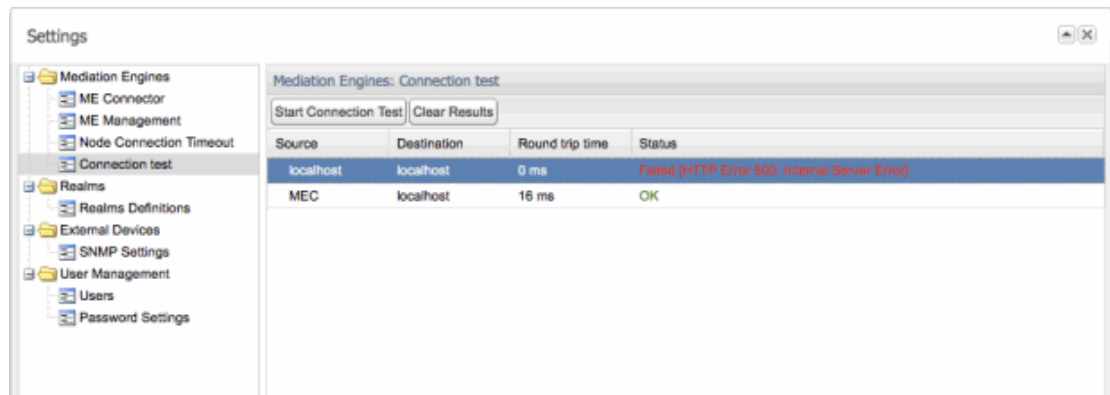 Settings
Mediation Engines
ME Connector
ME Management
Node Connection Timeout
Connection test
Realms
Realms Definitions
External Devices
SNMP Settings
User Management
Users
Password Settings
Mediation Engines: Connection test
Start Connection Test Clear Results
Source Destination Round trip time Status
localhost localhost 0 ms Failed [HTTP Error 500: Internal Server Error]
MEC localhost 16 ms OK